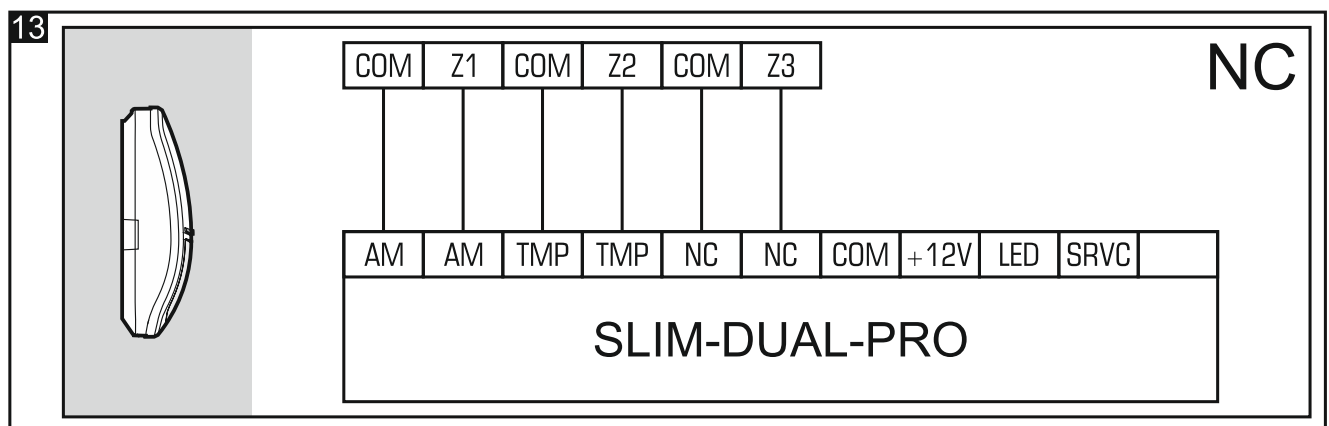 13
NC
COM Z1 COM Z2 COM Z3
AM AM TMP TMP NC NC COM +12V LED SRVC
SLIM-DUAL-PRO